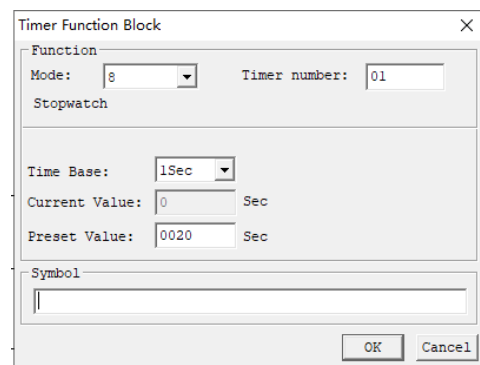 Timer Function Block
Function
Mode: 8 Timer number: 01
Stopwatch
Time Base: 1Sec
Current Value: 0 Sec
Preset Value: 0020 Sec
Symbol
OK Cancel